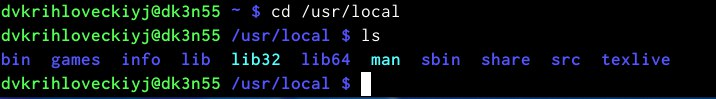 dvkrihloveckiyj@dk3n55 ~ $ cd /usr/local
dvkrihloveckiyj@dk3n55 /usr/local $ ls
bin  games  info  lib  lib32  lib64  man  sbin  share  src  texlive
dvkrihloveckiyj@dk3n55 /usr/local $